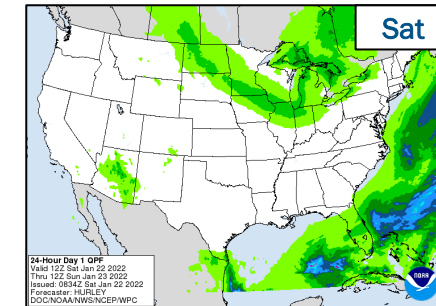 Sat
24-Hour Day 1 QPF
Valid 12Z Sat Jan 22 2022
Thru 12Z Sun Jan 23 2022
Issued: 0834Z Sat Jan 22 2022
Forecaster: HURLEY
DOC/NOAA/NWS/NCEP/WPC
noaa